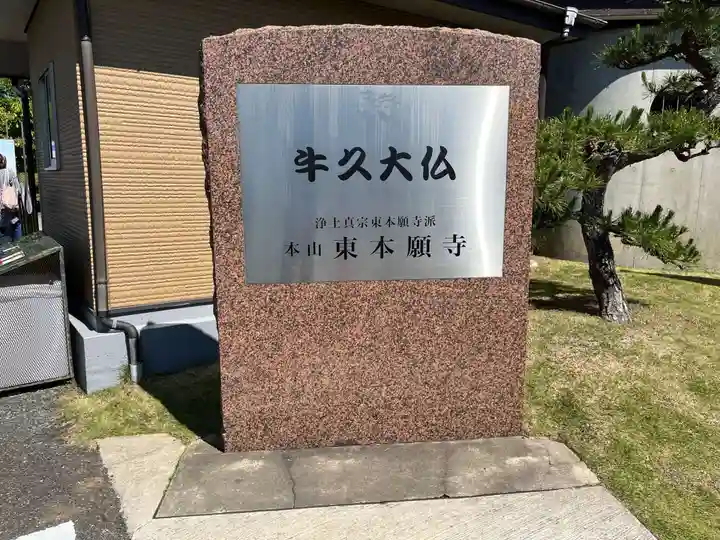 牛久大仏
浄土真宗東本願寺派
本山 東本願寺